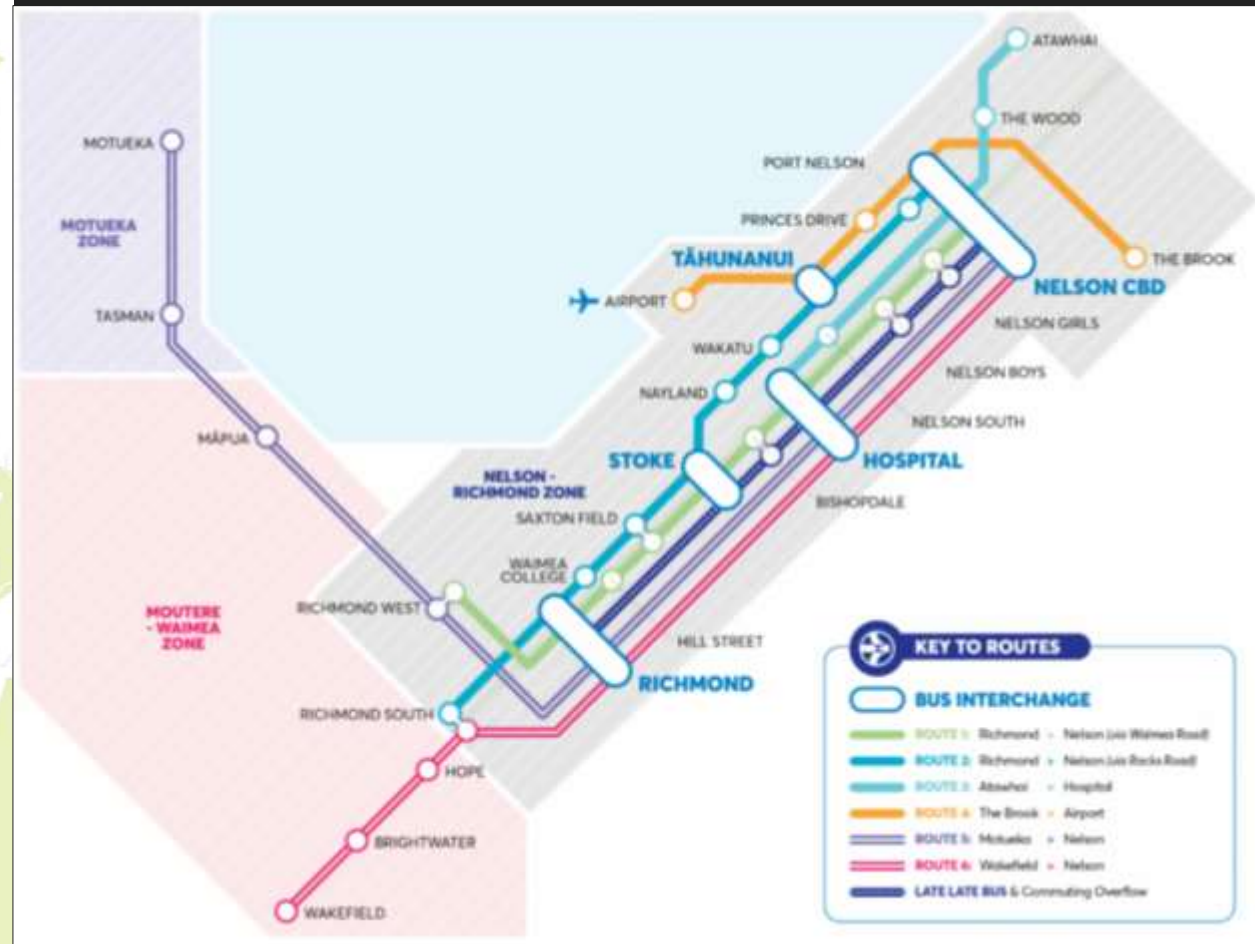 ATAWHAI
THE WOOD
MOTUEKA
PORT NELSON
MOTUEKA
ZONE
PRINCES DRIVE
TĀHUNANUI
THE BROOK
AIRPORT
NELSON CBD
TASMAN
NELSON GIRLS
WAKATU
NELSON BOYS
NAYLAND
NELSON SOUTH
MĀPUA
STOKE
HOSPITAL
NELSON -
RICHMOND ZONE
BISHOPDALE
SAXTON FIELD
WAIMEA
COLLEGE
RICHMOND WEST
MOUTERE
- WAIMEA
ZONE
HILL STREET
RICHMOND
RICHMOND SOUTH
HOPE
BRIGHTWATER
WAKEFIELD
KEY TO ROUTES
BUS INTERCHANGE
ROUTE 1: Richmond - Nelson (via Waimea Road)
ROUTE 2: Richmond - Nelson (via Rocks Road)
ROUTE 3: Atawhai - Hospital
ROUTE 4: The Brook - Airport
ROUTE 5: Motueka - Nelson
ROUTE 6: Wakefield - Nelson
LATE LATE BUS & Commuting Overflow